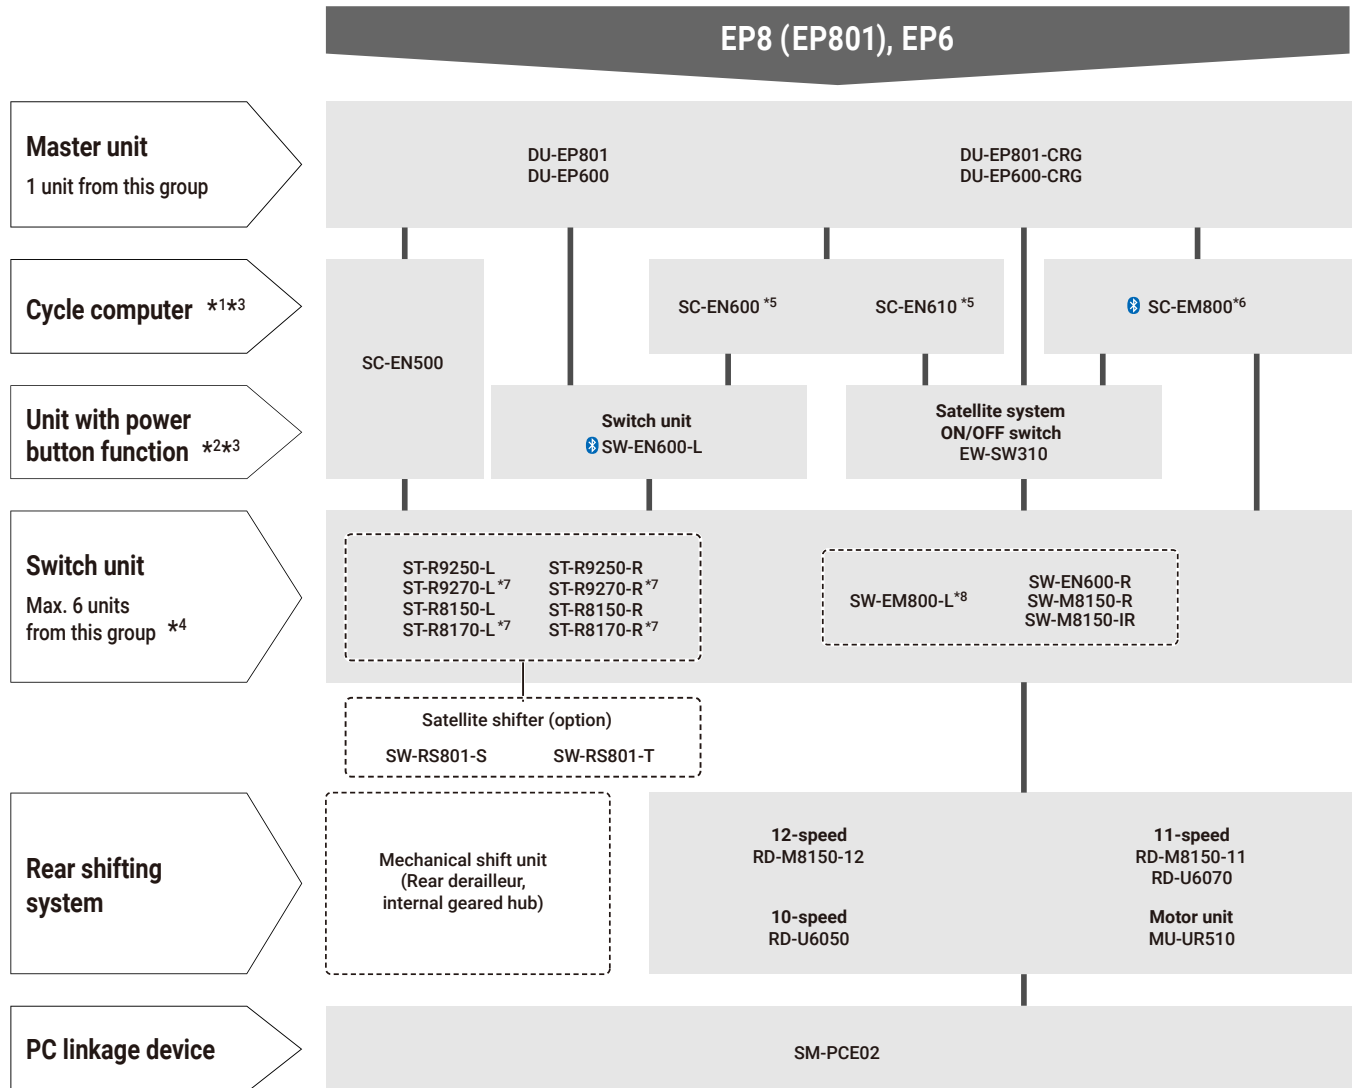 EP8 (EP801), EP6
Master unit
1 unit from this group
DU-EP801
DU-EP600
DU-EP801-CRG
DU-EP600-CRG
Cycle computer *1*3
SC-EN500
SC-EN600 *5
SC-EN610 *5
SC-EM800*6
Unit with power
button function *2*3
Switch unit
SW-EN600-L
Satellite system
ON/OFF switch
EW-SW310
Switch unit
Max. 6 units
from this group *4
ST-R9250-L
ST-R9270-L*7
ST-R8150-L
ST-R8170-L*7
ST-R9250-R
ST-R9270-R*7
ST-R8150-R
ST-R8170-R*7
SW-EM800-L*8
SW-EN600-R
SW-M8150-R
SW-M8150-IR
Satellite shifter (option)
SW-RS801-S
SW-RS801-T
Rear shifting
system
Mechanical shift unit
(Rear derailleur,
internal geared hub)
12-speed
RD-M8150-12
11-speed
RD-M8150-11
RD-U6070
10-speed
RD-U6050
Motor unit
MU-UR510
PC linkage device
SM-PCE02